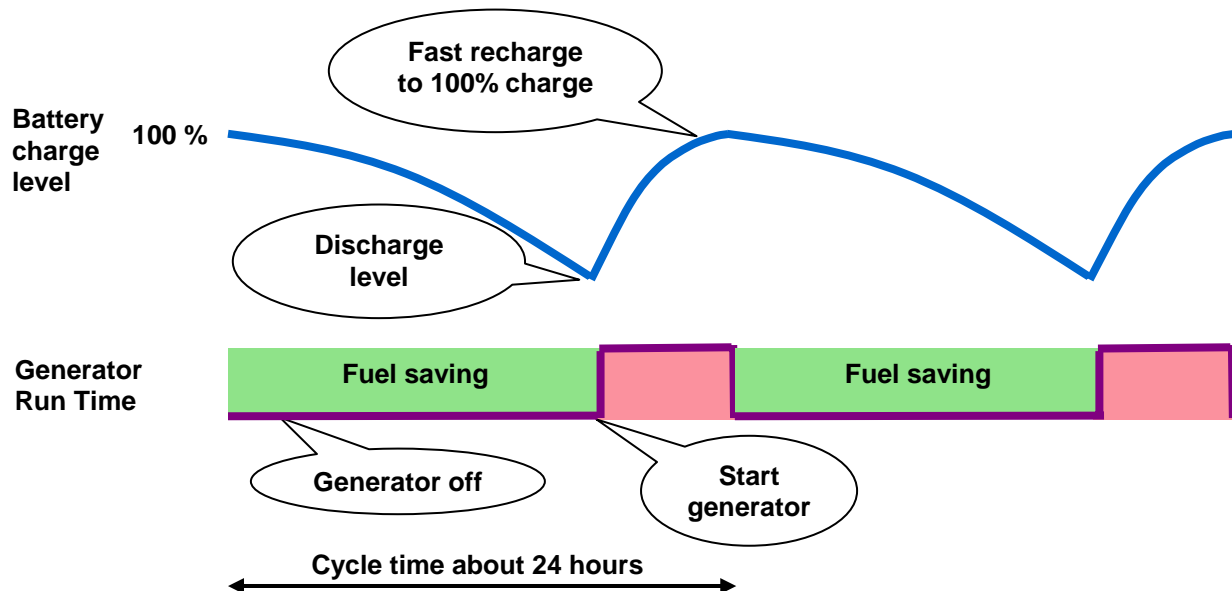 Fast recharge
to 100% charge
Battery
charge
level
100 %
Discharge
level
Generator
Run Time
Fuel saving
Fuel saving
Generator off
Start
generator
Cycle time about 24 hours